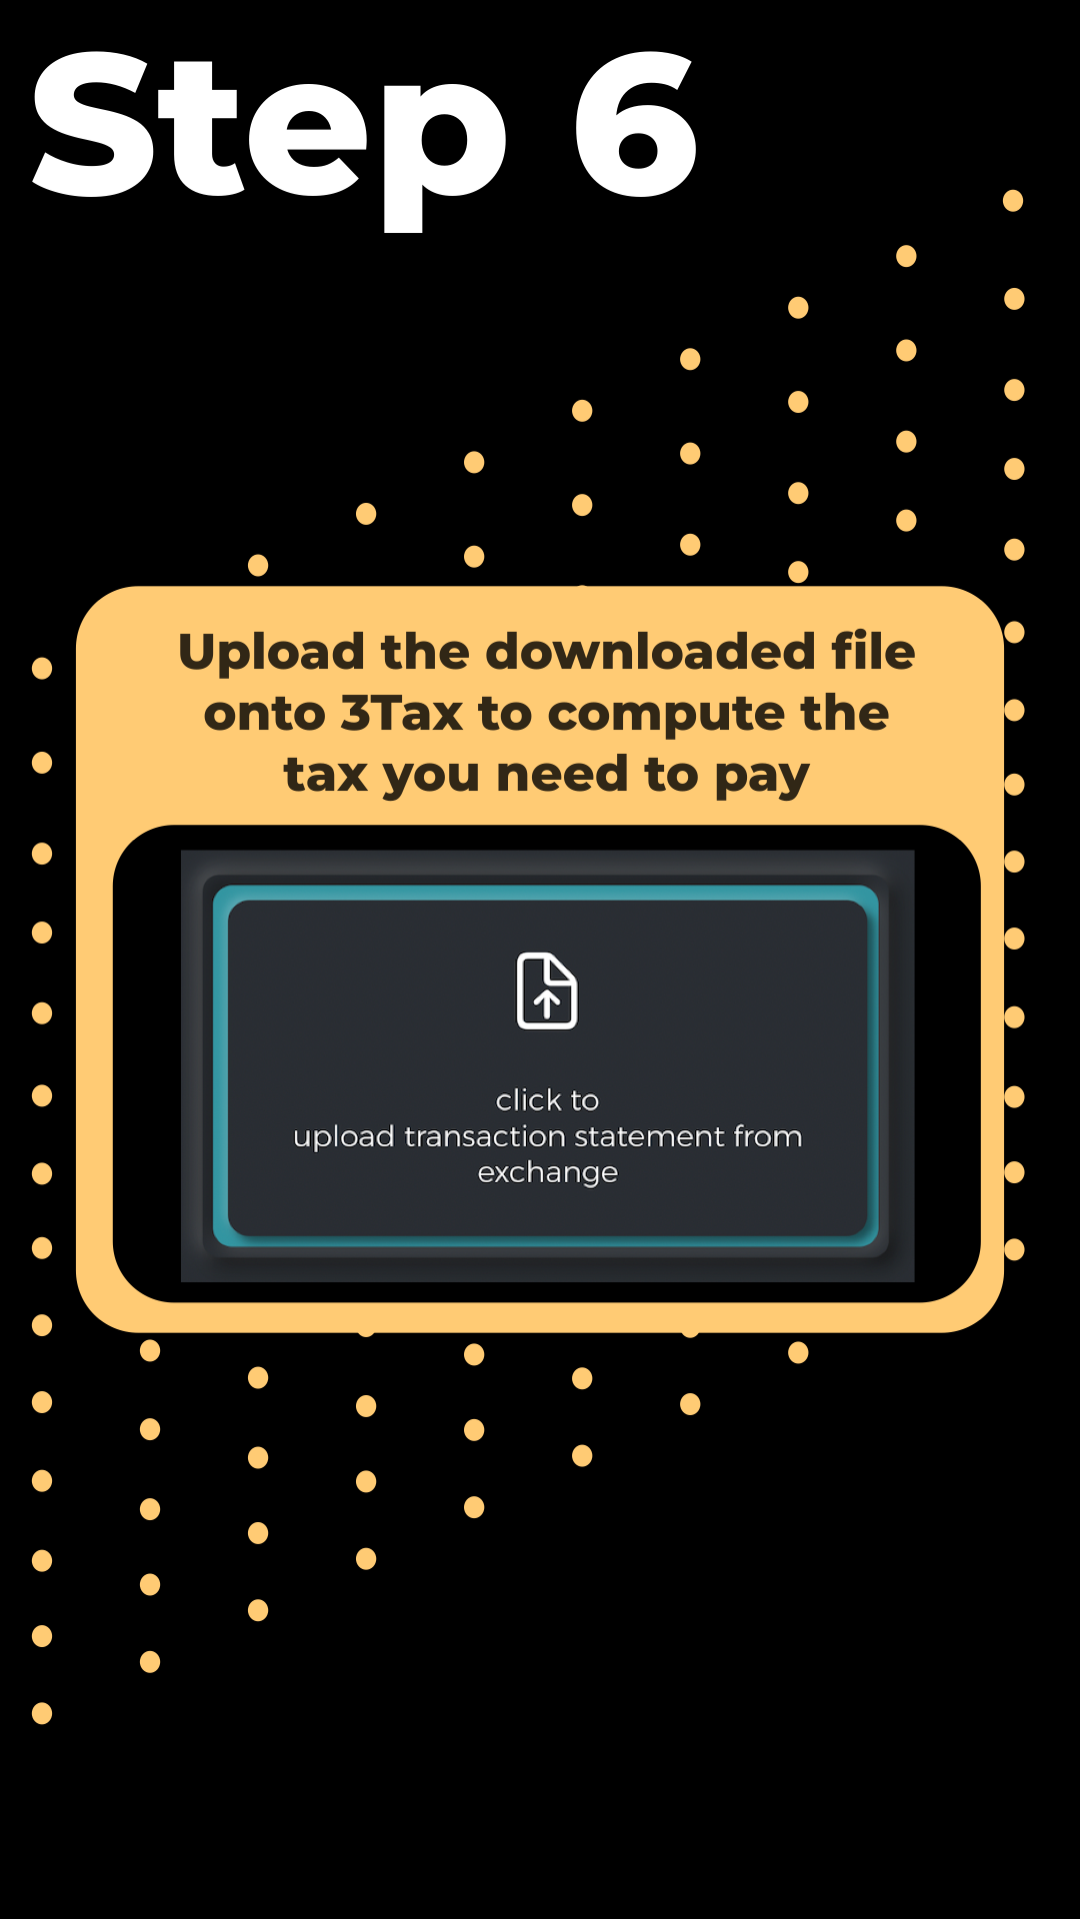 Step 6
Upload the downloaded file
onto 3Tax to compute the
tax you need to pay
click to
upload transaction statement from
exchange